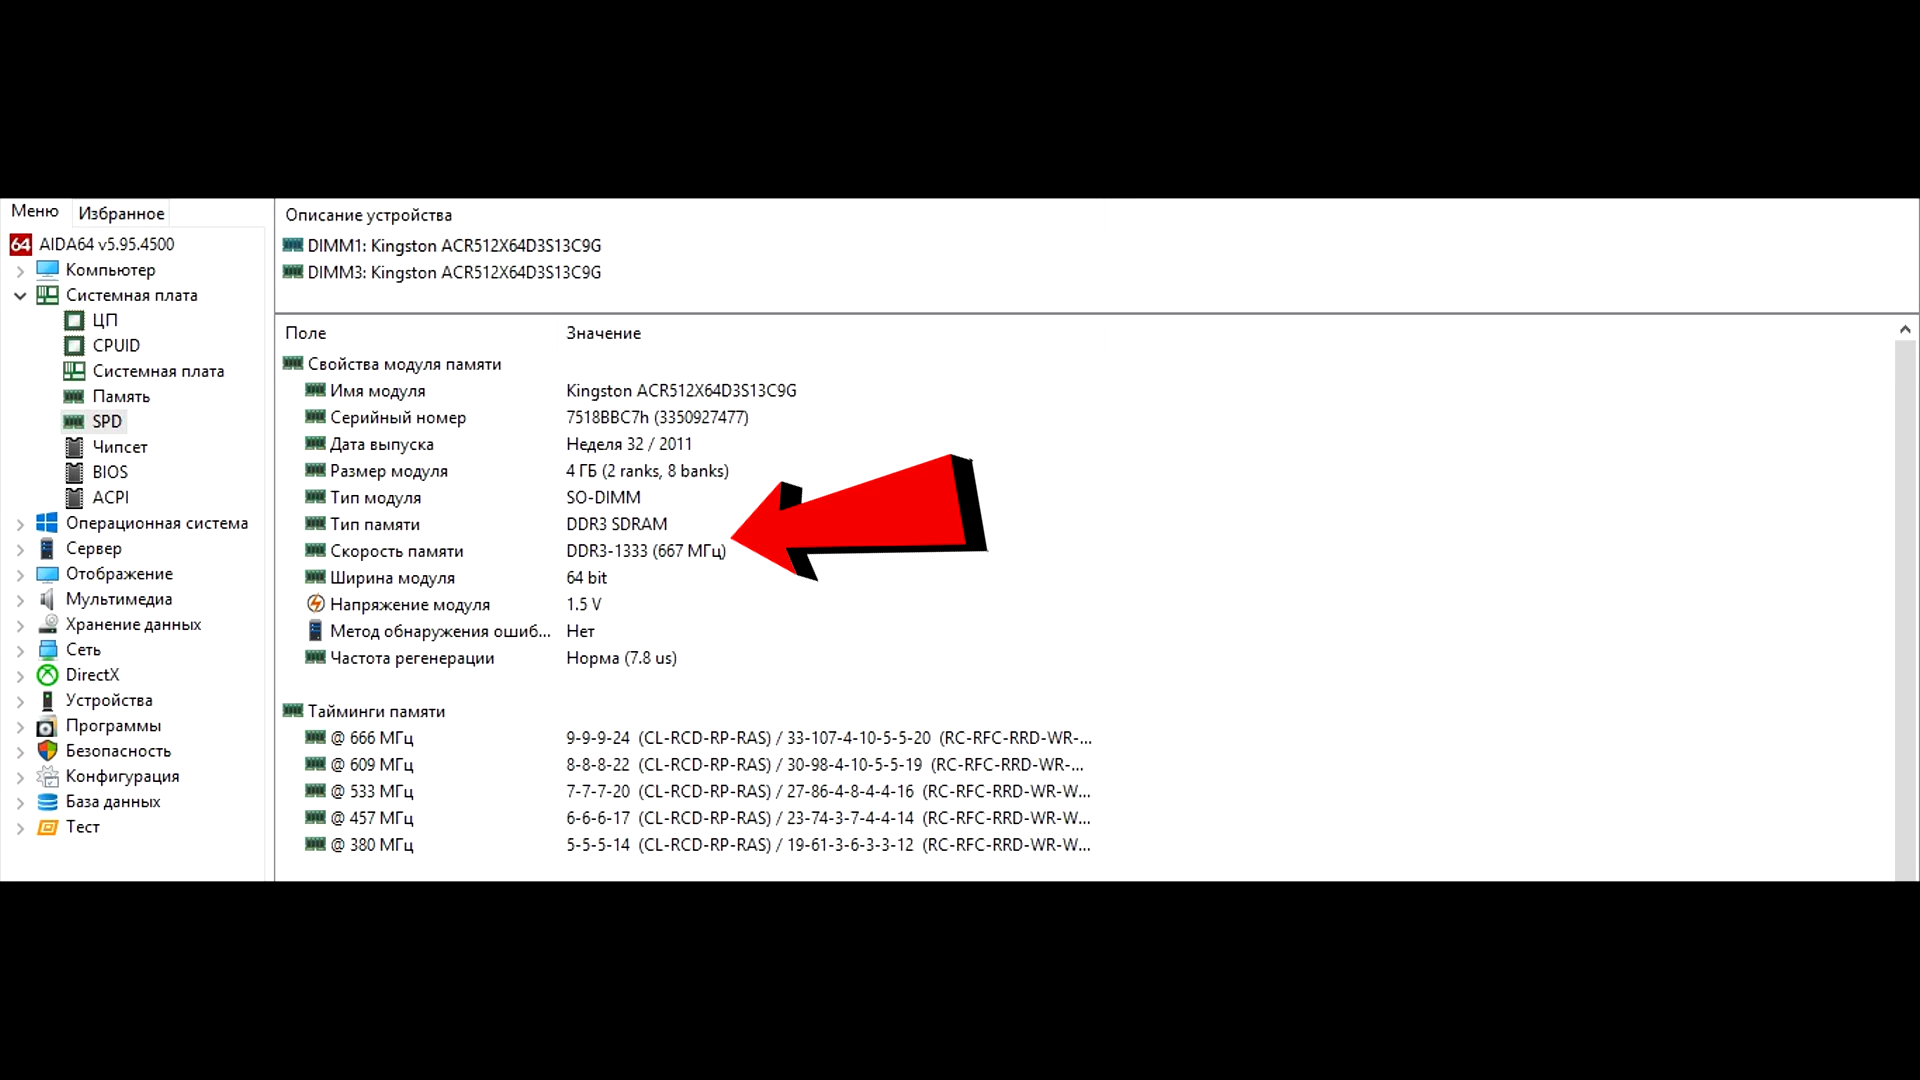 Меню
Избранное
64 AIDA64 v5.95.4500
Компьютер
Системная плата
ЦП
CPUID
Системная плата
Память
SPD
Чипсет
BIOS
ACPI
Операционная система
Сервер
Отображение
Мультимедиа
Хранение данных
Сеть
DirectX
Устройства
Программы
Безопасность
Конфигурация
База данных
Тест
Описание устройства
DIMM1: Kingston ACR512X64D3S13C9G
DIMM3: Kingston ACR512X64D3S13C9G
Поле Значение
Свойства модуля памяти
Имя модуля Kingston ACR512X64D3S13C9G
Серийный номер 7518BBC7h (3350927477)
Дата выпуска Неделя 32 / 2011
Размер модуля 4 ГБ (2 ranks, 8 banks)
Тип модуля SO-DIMM
Тип памяти DDR3 SDRAM
Скорость памяти DDR3-1333 (667 МГц)
Ширина модуля 64 bit
Напряжение модуля 1.5 V
Метод обнаружения ошиб... Нет
Частота регенерации Норма (7.8 us)
Тайминги памяти
@ 666 МГц 9-9-9-24 (CL-RCD-RP-RAS) / 33-107-4-10-5-5-20 (RC-RFC-RRD-WR-...
@ 609 МГц 8-8-8-22 (CL-RCD-RP-RAS) / 30-98-4-10-5-5-19 (RC-RFC-RRD-WR-...
@ 533 МГц 7-7-7-20 (CL-RCD-RP-RAS) / 27-86-4-8-4-4-16 (RC-RFC-RRD-WR-W...
@ 457 МГц 6-6-6-17 (CL-RCD-RP-RAS) / 23-74-3-7-4-4-14 (RC-RFC-RRD-WR-W...
@ 380 МГц 5-5-5-14 (CL-RCD-RP-RAS) / 19-61-3-6-3-3-12 (RC-RFC-RRD-WR-W...